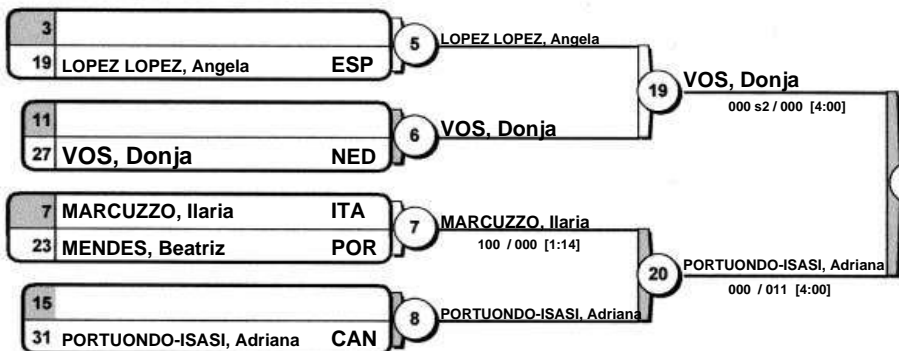 3
19 LOPEZ LOPEZ, Angela ESP
5 LOPEZ LOPEZ, Angela
11
27 VOS, Donja NED
6 VOS, Donja
19 VOS, Donja
000 s2 / 000 [4:00]
7 MARCUZZO, Ilaria ITA
23 MENDES, Beatriz POR
7 MARCUZZO, Ilaria
100 / 000 [1:14]
15
31 PORTUONDO-ISASI, Adriana CAN
8 PORTUONDO-ISASI, Adriana
20 PORTUONDO-ISASI, Adriana
000 / 011 [4:00]